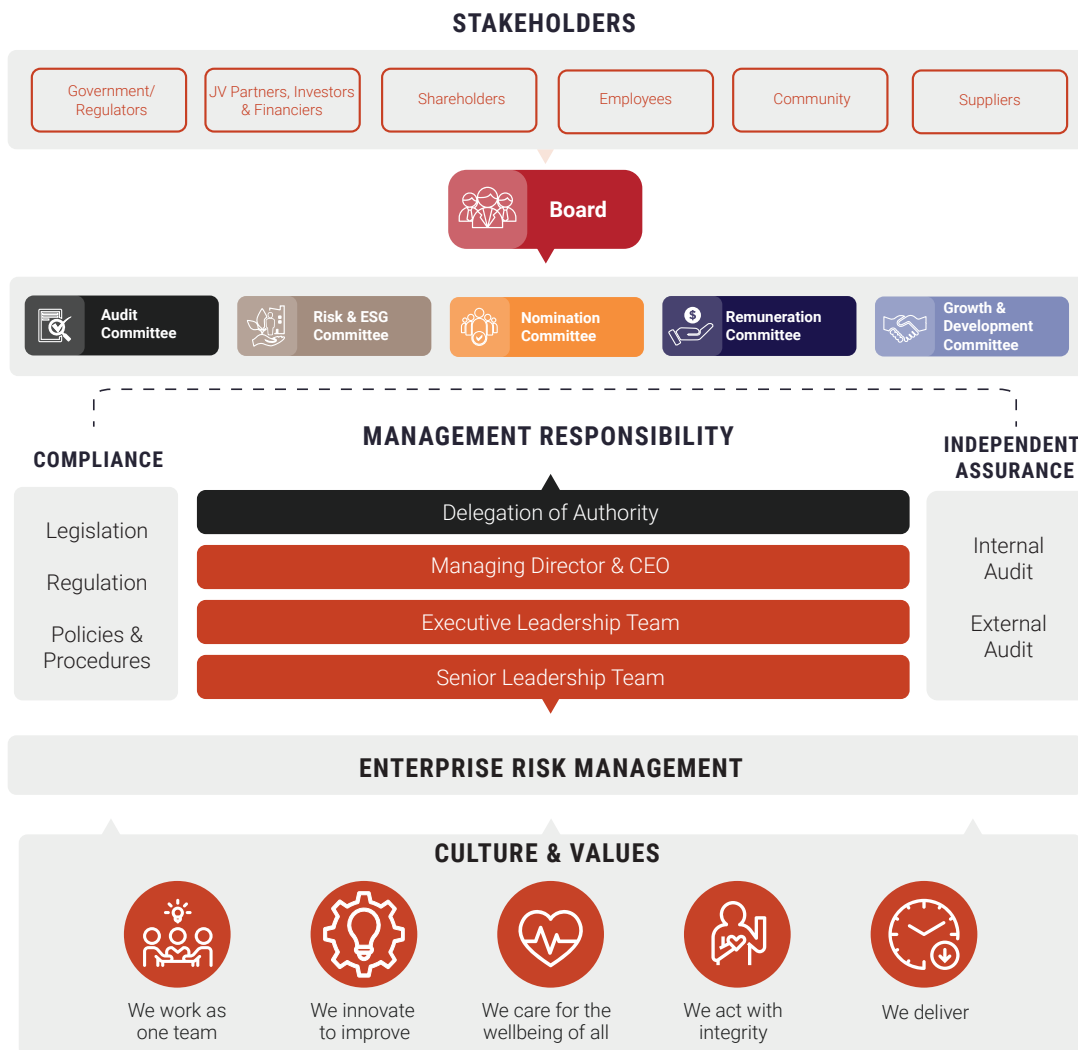 STAKEHOLDERS
Government/
Regulators
JV Partners, Investors
& Financiers
Shareholders
Employees
Community
Suppliers
Board
Audit
Committee
Risk & ESG
Committee
Nomination
Committee
$
Remuneration
Committee
Growth &
Development
Committee
MANAGEMENT RESPONSIBILITY
COMPLIANCE
Legislation
Regulation
Policies &
Procedures
Delegation of Authority
Managing Director & CEO
Executive Leadership Team
Senior Leadership Team
INDEPENDENT
ASSURANCE
Internal
Audit
External
Audit
ENTERPRISE RISK MANAGEMENT
CULTURE & VALUES
We work as
one team
We innovate
to improve
We care for the
wellbeing of all
We act with
integrity
We deliver